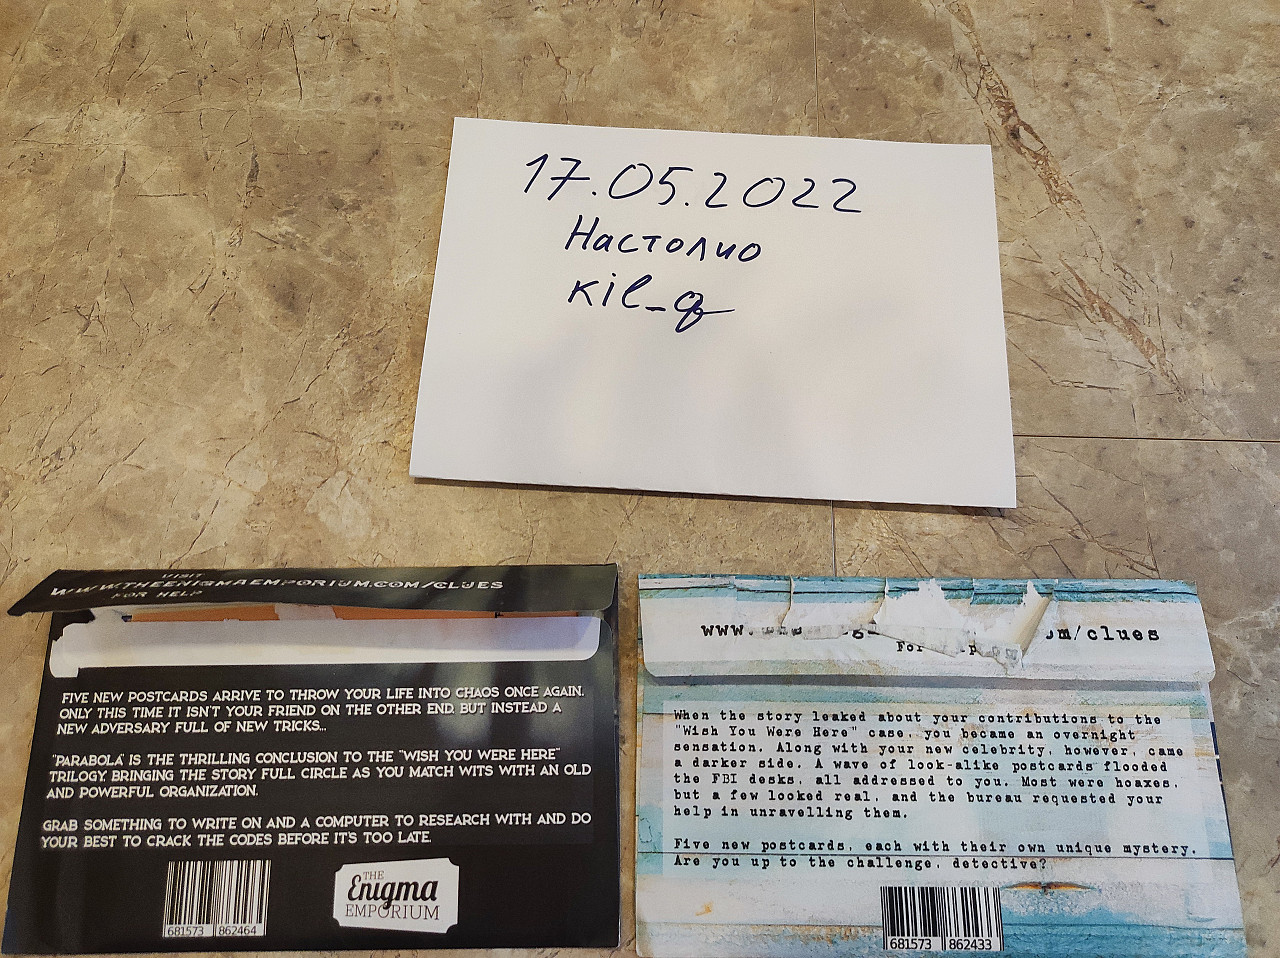 17.05.2022
Настолио
kil_q
VISIT
WWW.THEENIGMAEMPORIUM.COM/CLUES
FOR HELP
FIVE NEW POSTCARDS ARRIVE TO THROW YOUR LIFE INTO CHAOS ONCE AGAIN.
ONLY THIS TIME IT ISN'T YOUR FRIEND ON THE OTHER END, BUT INSTEAD A
NEW ADVERSARY FULL OF NEW TRICKS...
"PARABOLA" IS THE THRILLING CONCLUSION TO THE "WISH YOU WERE HERE"
TRILOGY, BRINGING THE STORY FULL CIRCLE AS YOU MATCH WITS WITH AN OLD
AND POWERFUL ORGANIZATION.
GRAB SOMETHING TO WRITE ON AND A COMPUTER TO RESEARCH WITH AND DO
YOUR BEST TO CRACK THE CODES BEFORE IT'S TOO LATE.
681573 862464
THE
Enigma
EMPORIUM
www. om/clues
For
When the story leaked about your contributions to the
"Wish You Were Here" case, you became an overnight
sensation. Along with your new celebrity, however, came
a darker side. A wave of look-alike postcards flooded
the FBI desks, all addressed to you. Most were hoaxes,
but a few looked real, and the bureau requested your
help in unravelling them.
Five new postcards, each with their own unique mystery.
Are you up to the challenge, detective?
681573 862433